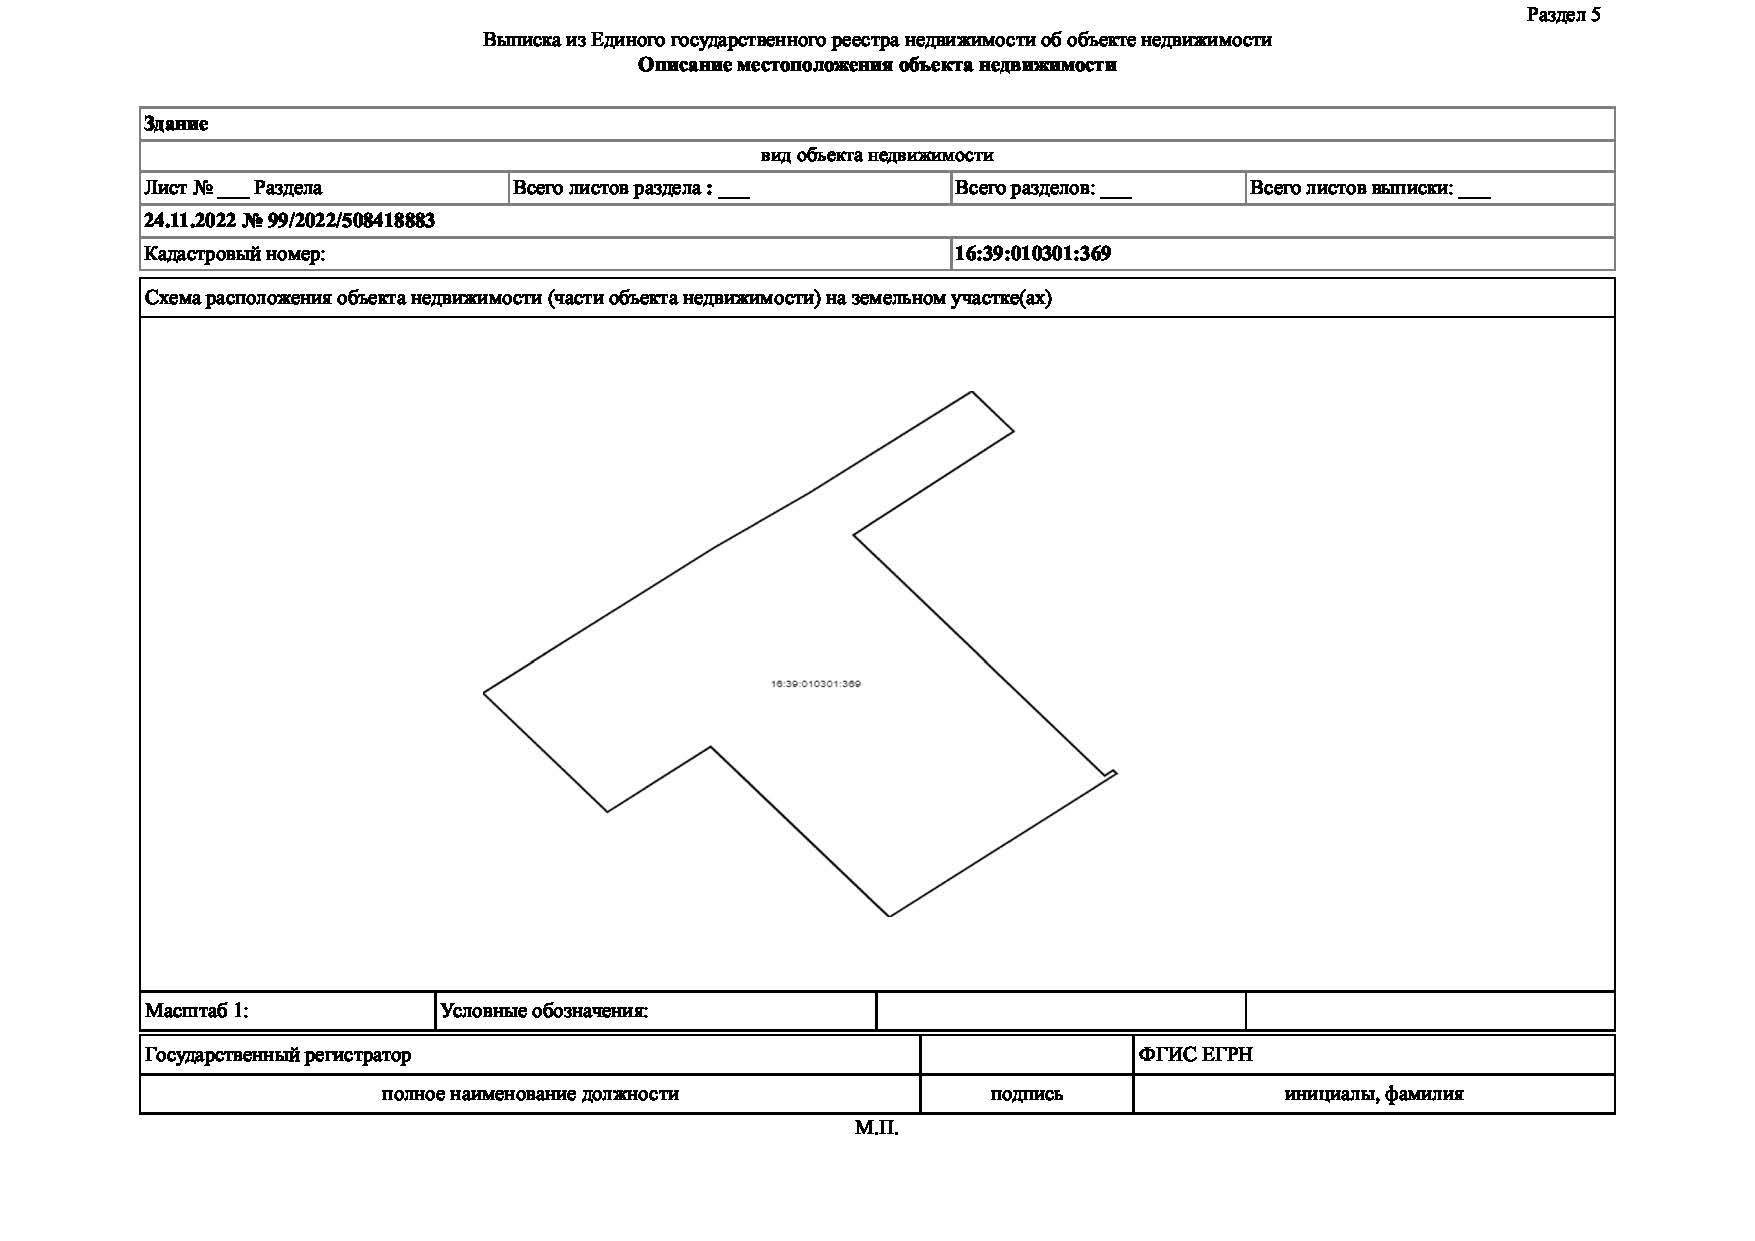 Раздел 5
Выписка из Единого государственного реестра недвижимости об объекте недвижимости
Описание местоположения объекта недвижимости
Здание
вид объекта недвижимости
Лист № ___ Раздела Всего листов раздела : ___ Всего разделов: ___ Всего листов выписки: ___
24.11.2022 № 99/2022/508418883
Кадастровый номер: 16:39:010301:369
Схема расположения объекта недвижимости (части объекта недвижимости) на земельном участке(ах)
16:39:010301:369
Масштаб 1: Условные обозначения:
Государственный регистратор ФГИС ЕГРН
полное наименование должности подпись инициалы, фамилия
М.П.